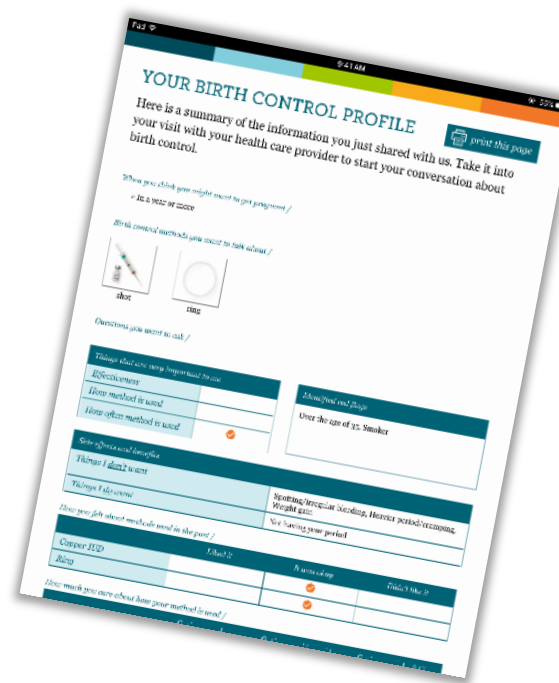 iPad
9:41 AM
55%
YOUR BIRTH CONTROL PROFILE
print this page
Here is a summary of the information you just shared with us. Take it into
your visit with your health care provider to start your conversation about
birth control.
When you think you might want to get pregnant /
In a year or more
Birth control methods you want to talk about /
shot
ring
Questions you want to ask /
Things that are very important to me
Effectiveness
How method is used
How often method is used
Identified red flags
Over the age of 35, Smoker
Side effects and benefits
Things I don't want
Spotting/irregular bleeding, Heavier period/cramping,
Weight gain
Things I do want
Not having your period
How you felt about methods used in the past /
Liked it
It was okay
Didn't like it
Copper IUD
Ring
How much you care about how your method is used /